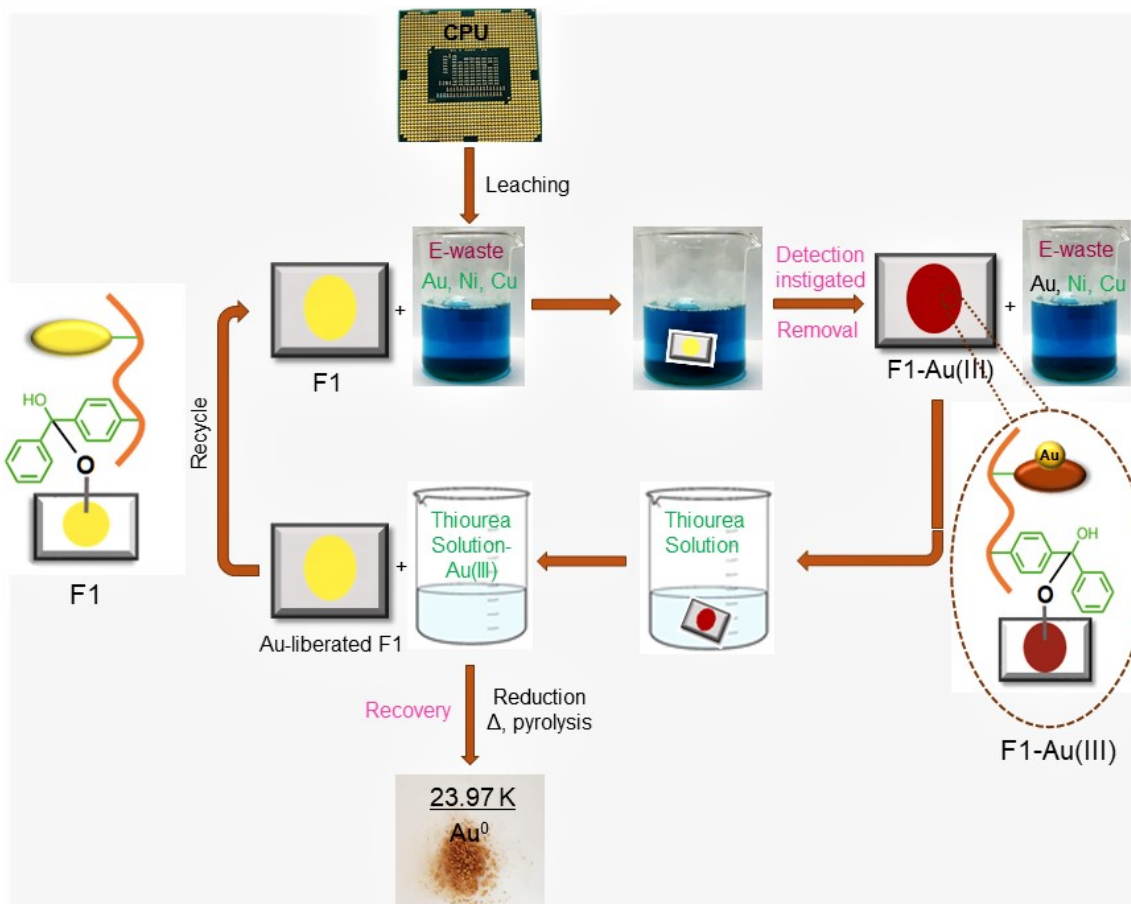 CPU
Leaching
E-waste
Au, Ni, Cu
F1
+
Detection
instigated
Removal
F1-Au(III)
+
E-waste
Au, Ni, Cu
HO
O
F1
Recycle
Au
OH
O
F1-Au(III)
Thiourea
Solution
Thiourea
Solution-
Au(III)
+
Au-liberated F1
Recovery
Reduction
Δ, pyrolysis
23.97 K
Au⁰